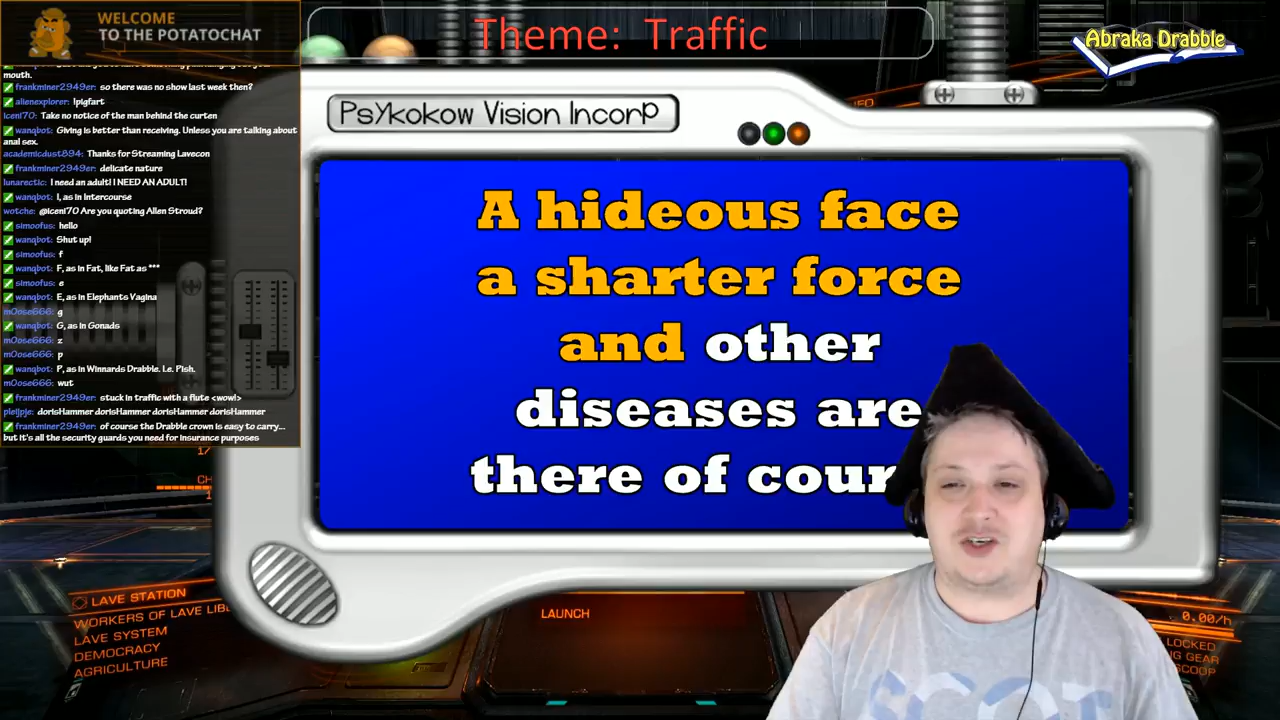 WELCOME
TO THE POTATOCHAT
mouth.
frankminer2949er: so there was no show last week then?
alienexplorer: !pigfart
iceni70: Take no notice of the man behind the curten
wanqbot: Giving is better than receiving. Unless you are talking about
anal sex.
academicdust894: Thanks for Streaming Lavecon
frankminer2949er: delicate nature
lunarectic: I need an adult! I NEED AN ADULT!
wanqbot: I, as in Intercourse
wotche: @iceni70 Are you quoting Allen Stroud?
simoofus: hello
wanqbot: Shut up!
simoofus: f
wanqbot: F, as in Fat, like Fat as ***
simoofus: e
wanqbot: E, as in Elephants Vagina
m0ose666: g
wanqbot: G, as in Gonads
m0ose666: z
m0ose666: p
wanqbot: P, as in Winnards Drabble. I.e. Pish.
m0ose666: wut
frankminer2949er: stuck in traffic with a flute <wow!>
plejpje: dorisHammer dorisHammer dorisHammer dorisHammer
frankminer2949er: of course the Drabble crown is easy to carry...
but it's all the security guards you need for insurance purposes
Theme: Traffic
Abraka Drabble
PsYkokow Vision Incorp
A hideous face
a sharter force
and other
diseases are
there of cour
LAVE STATION
WORKERS OF LAVE LIBE
LAVE SYSTEM
DEMOCRACY
AGRICULTURE
LAUNCH
0.00/h
LOCKED
GEAR
SCOOP